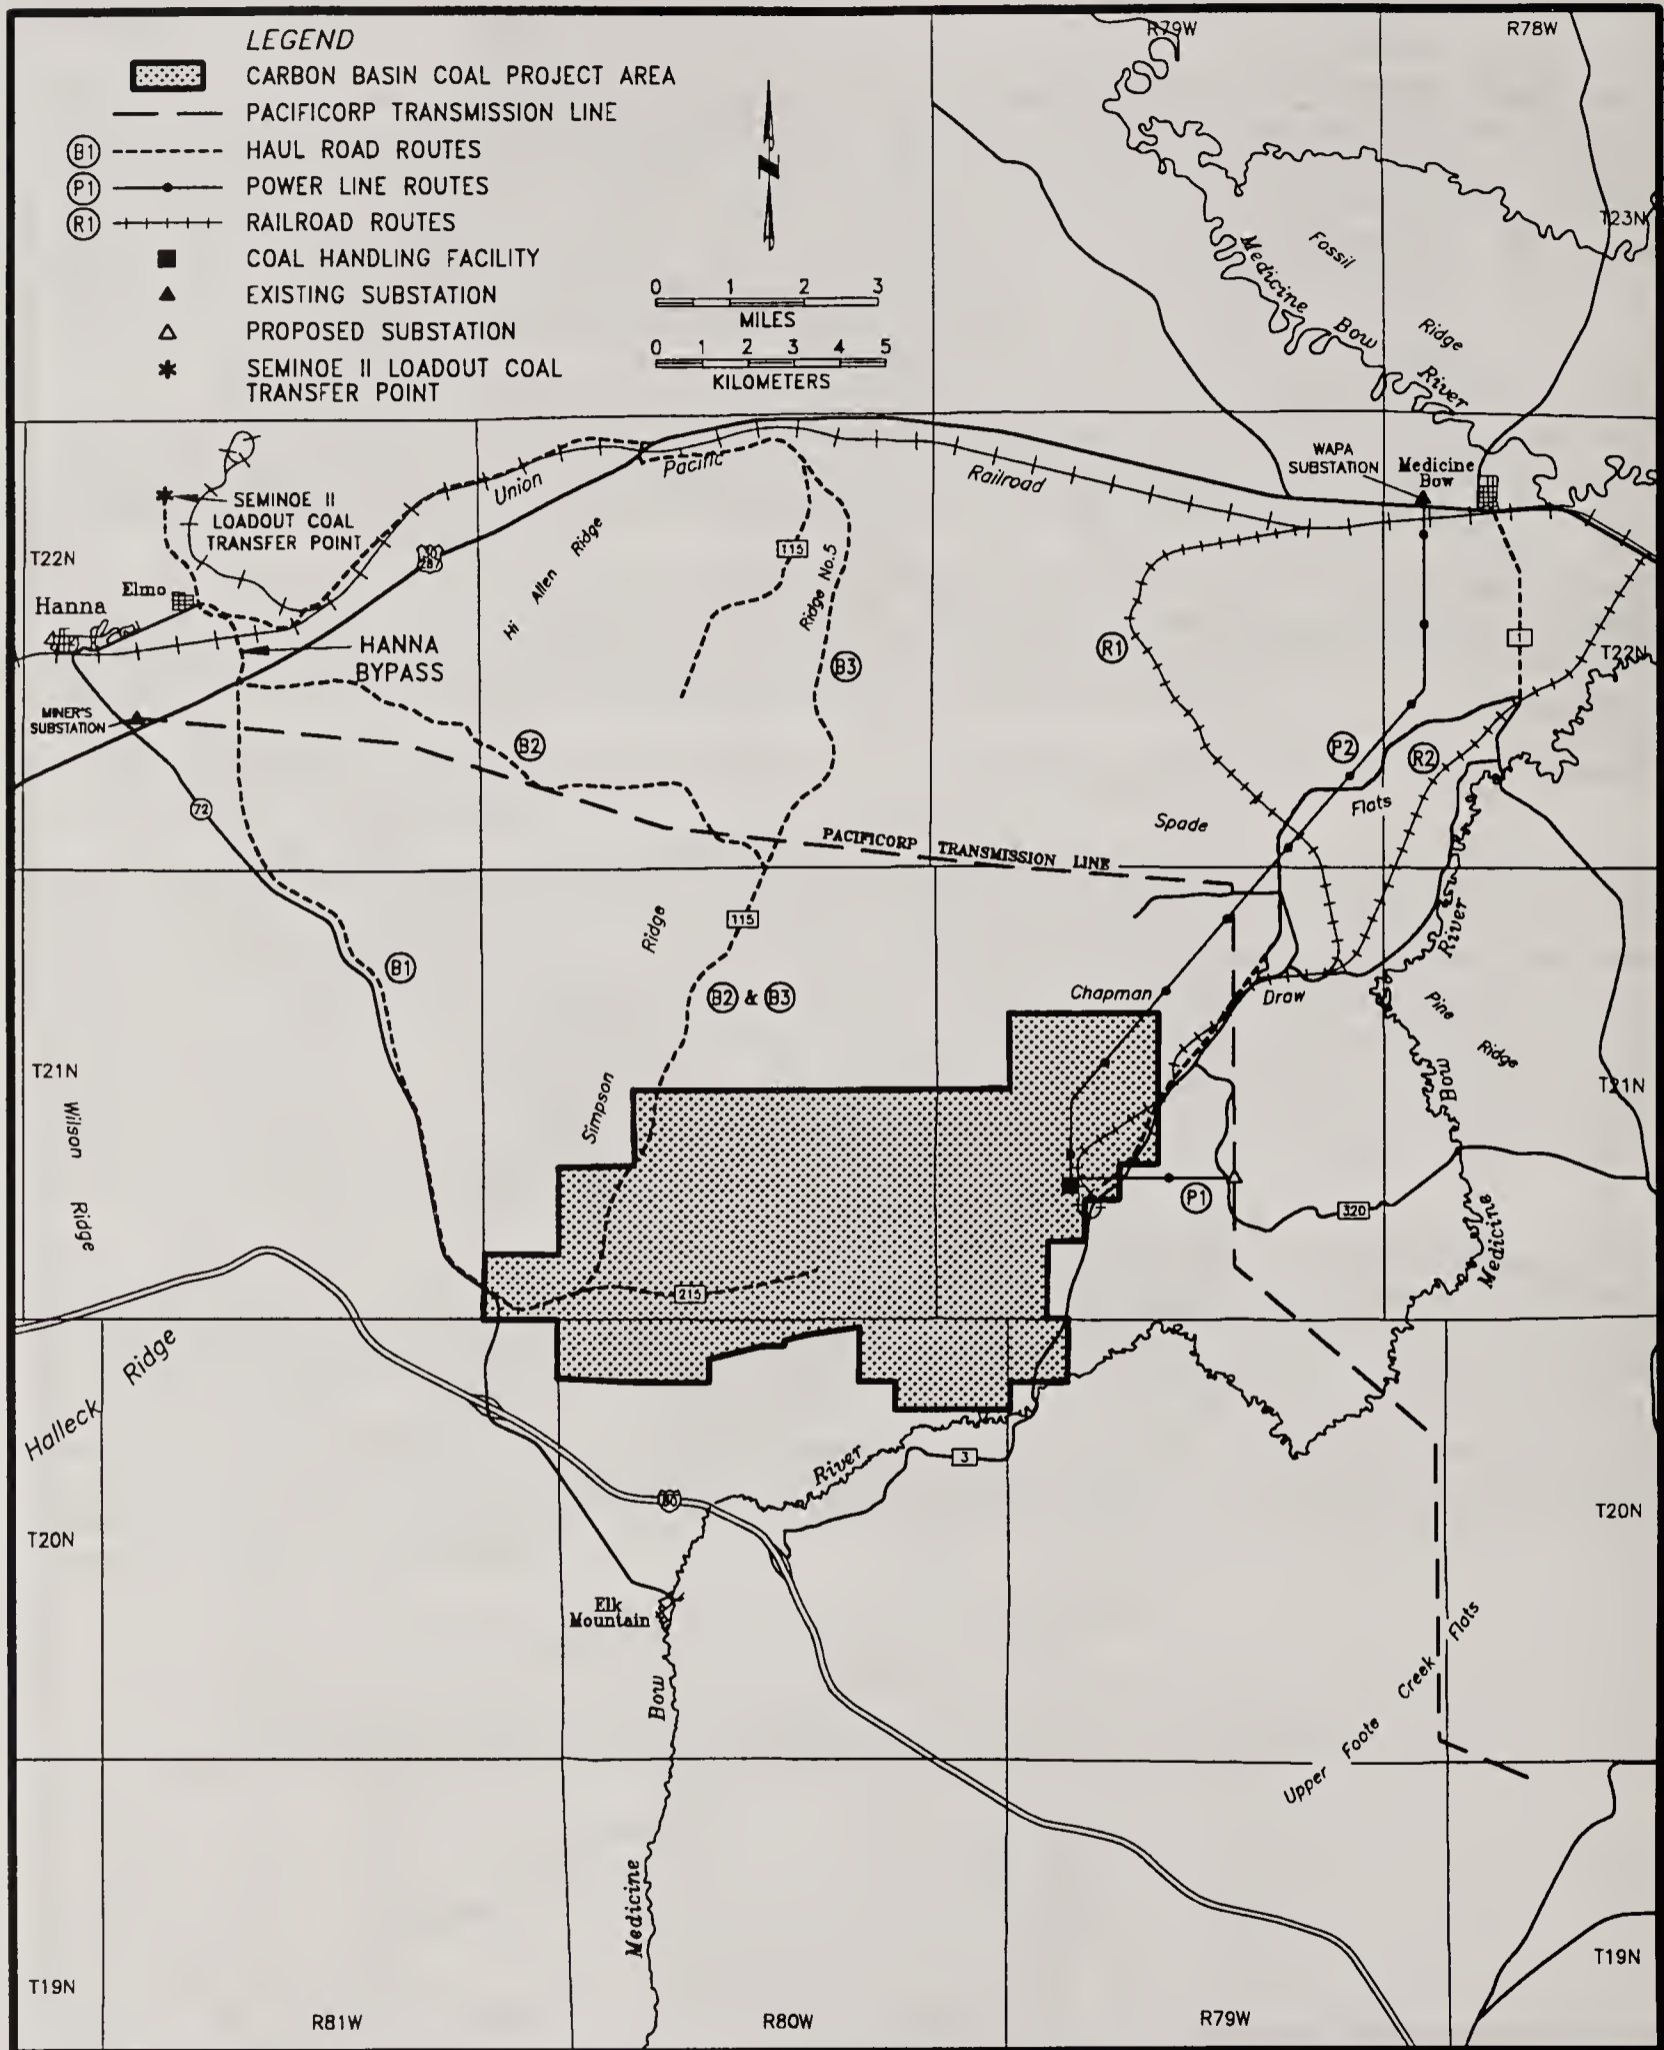 LEGEND
CARBON BASIN COAL PROJECT AREA
PACIFICORP TRANSMISSION LINE
B1 HAUL ROAD ROUTES
P1 POWER LINE ROUTES
R1 RAILROAD ROUTES
COAL HANDLING FACILITY
EXISTING SUBSTATION
PROPOSED SUBSTATION
SEMINOE II LOADOUT COAL
TRANSFER POINT
N
0 1 2 3
MILES
0 1 2 3 4 5
KILOMETERS
R79W
R78W
T23N
Fossil
Ridge
Medicine
Bow
River
WAPA
SUBSTATION
Medicine
Bow
Union
Pacific
Railroad
SEMINOE II
LOADOUT COAL
TRANSFER POINT
T22N
287
Hi
Allen
Ridge
115
Ridge No.5
Elmo
Hanna
HANNA
BYPASS
B3
R1
1
T22N
MINER'S
SUBSTATION
B2
P2
R2
72
Spade
Flats
PACIFICORP TRANSMISSION LINE
115
Ridge
B1
B2 & B3
Chapman
Draw
River
Pine
Ridge
Bow
T21N
Simpson
T21N
Wilson
Ridge
P1
320
Medicine
215
Halleck
Ridge
River
3
80
T20N
T20N
Elk
Mountain
Bow
Creek
Flats
Upper
Foote
Medicine
T19N
T19N
R81W
R80W
R79W